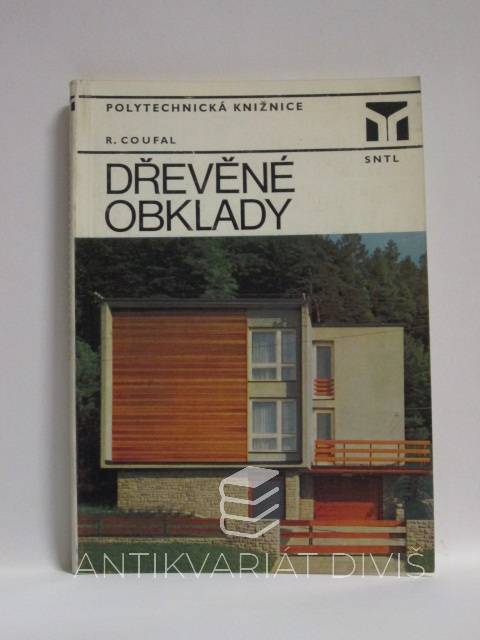 POLYTECHNICKÁ KNIŽNICE
R. COUFAL
SNTL
DŘEVĚNÉ
OBKLADY
ANTIKVARIÁT DIVIŠ